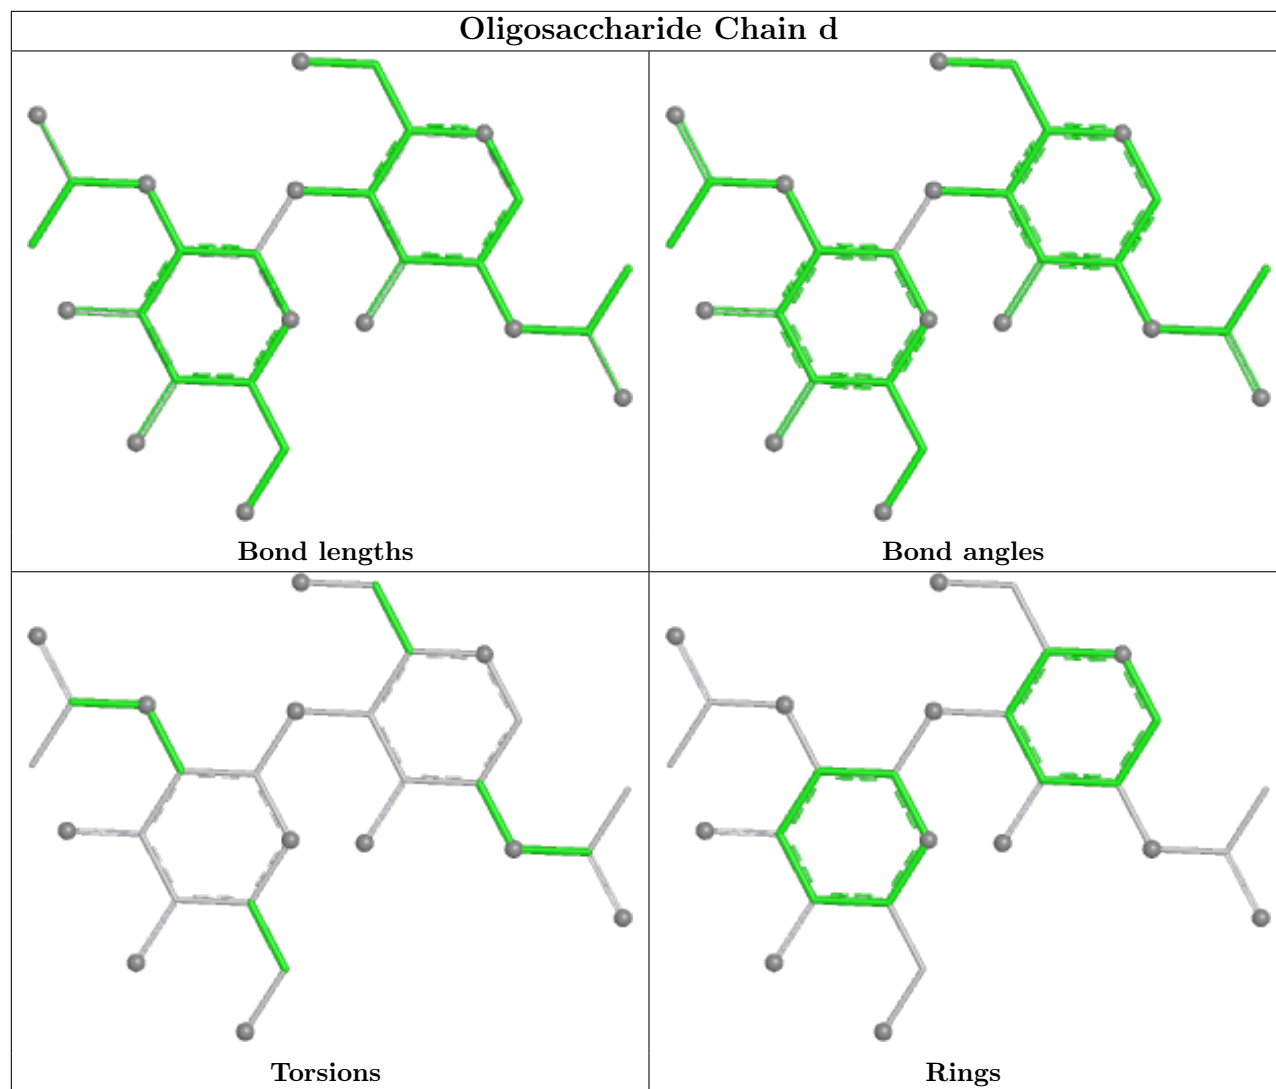 Oligosaccharide Chain d
Bond lengths
Bond angles
Torsions
Rings